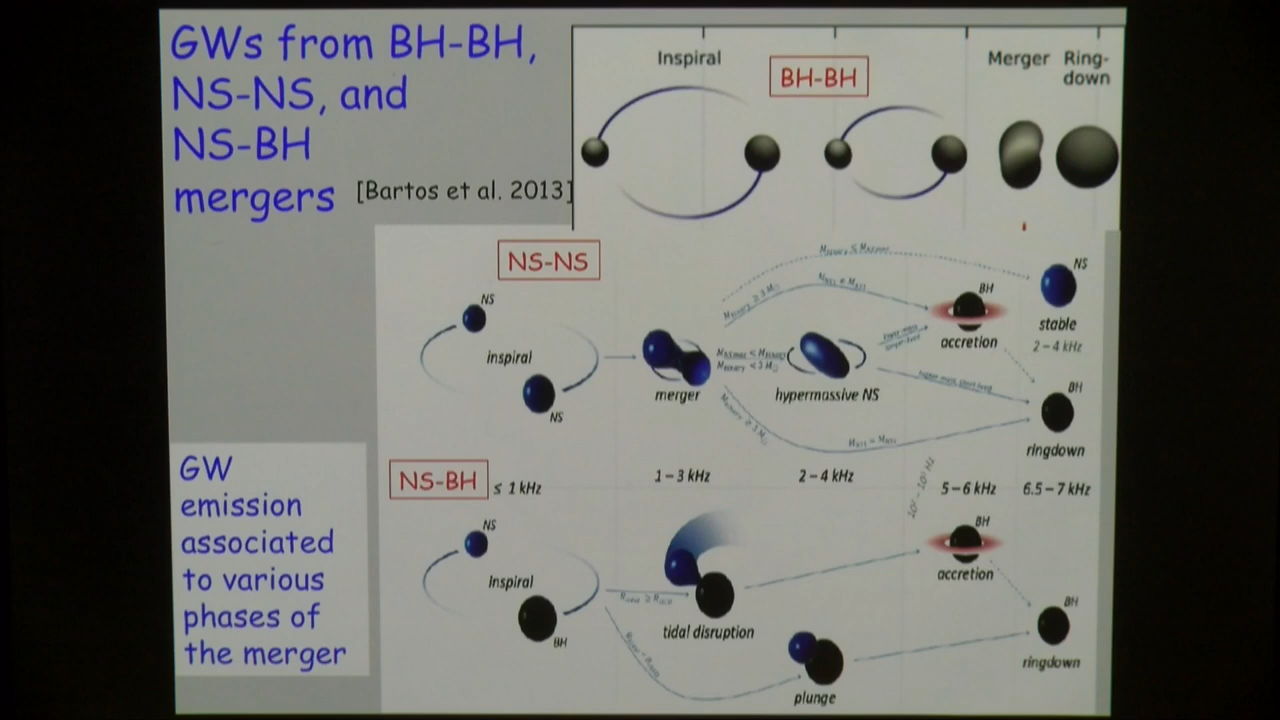 GWs from BH-BH,
NS-NS, and
NS-BH
mergers [Bartos et al. 2013]
Inspiral
BH-BH
Merger
Ring-
down
NS-NS
NS
inspiral
NS
merger
hypermassive NS
BH
accretion
NS
stable
2-4 kHz
BH
ringdown
NS-BH
≤ 1 kHz
1-3 kHz
2-4 kHz
5-6 kHz
6.5-7 kHz
NS
Inspiral
BH
tidal disruption
plunge
BH
accretion
BH
ringdown
GW
emission
associated
to various
phases of
the merger